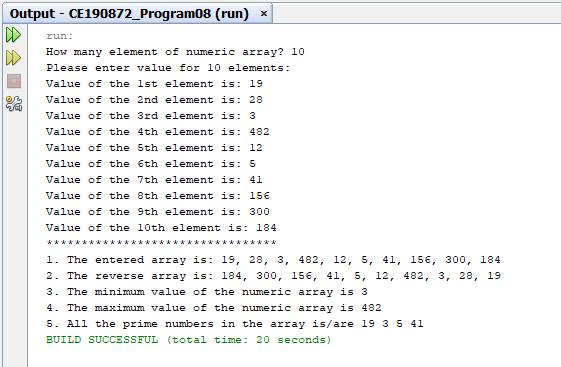 Output - CE190872_Program08 (run) ×
run:
How many element of numeric array? 10
Please enter value for 10 elements:
Value of the 1st element is: 19
Value of the 2nd element is: 28
Value of the 3rd element is: 3
Value of the 4th element is: 482
Value of the 5th element is: 12
Value of the 6th element is: 5
Value of the 7th element is: 41
Value of the 8th element is: 156
Value of the 9th element is: 300
Value of the 10th element is: 184
*********************************
1. The entered array is: 19, 28, 3, 482, 12, 5, 41, 156, 300, 184
2. The reverse array is: 184, 300, 156, 41, 5, 12, 482, 3, 28, 19
3. The minimum value of the numeric array is 3
4. The maximum value of the numeric array is 482
5. All the prime numbers in the array is/are 19 3 5 41
BUILD SUCCESSFUL (total time: 20 seconds)